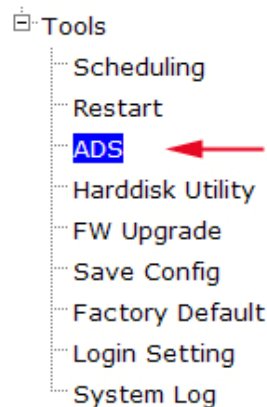 Tools
Scheduling
Restart
ADS
Harddisk Utility
FW Upgrade
Save Config
Factory Default
Login Setting
System Log